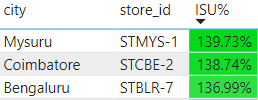 city store_id ISU%
Mysuru STMYS-1 139.73%
Coimbatore STCBE-2 138.74%
Bengaluru STBLR-7 136.99%